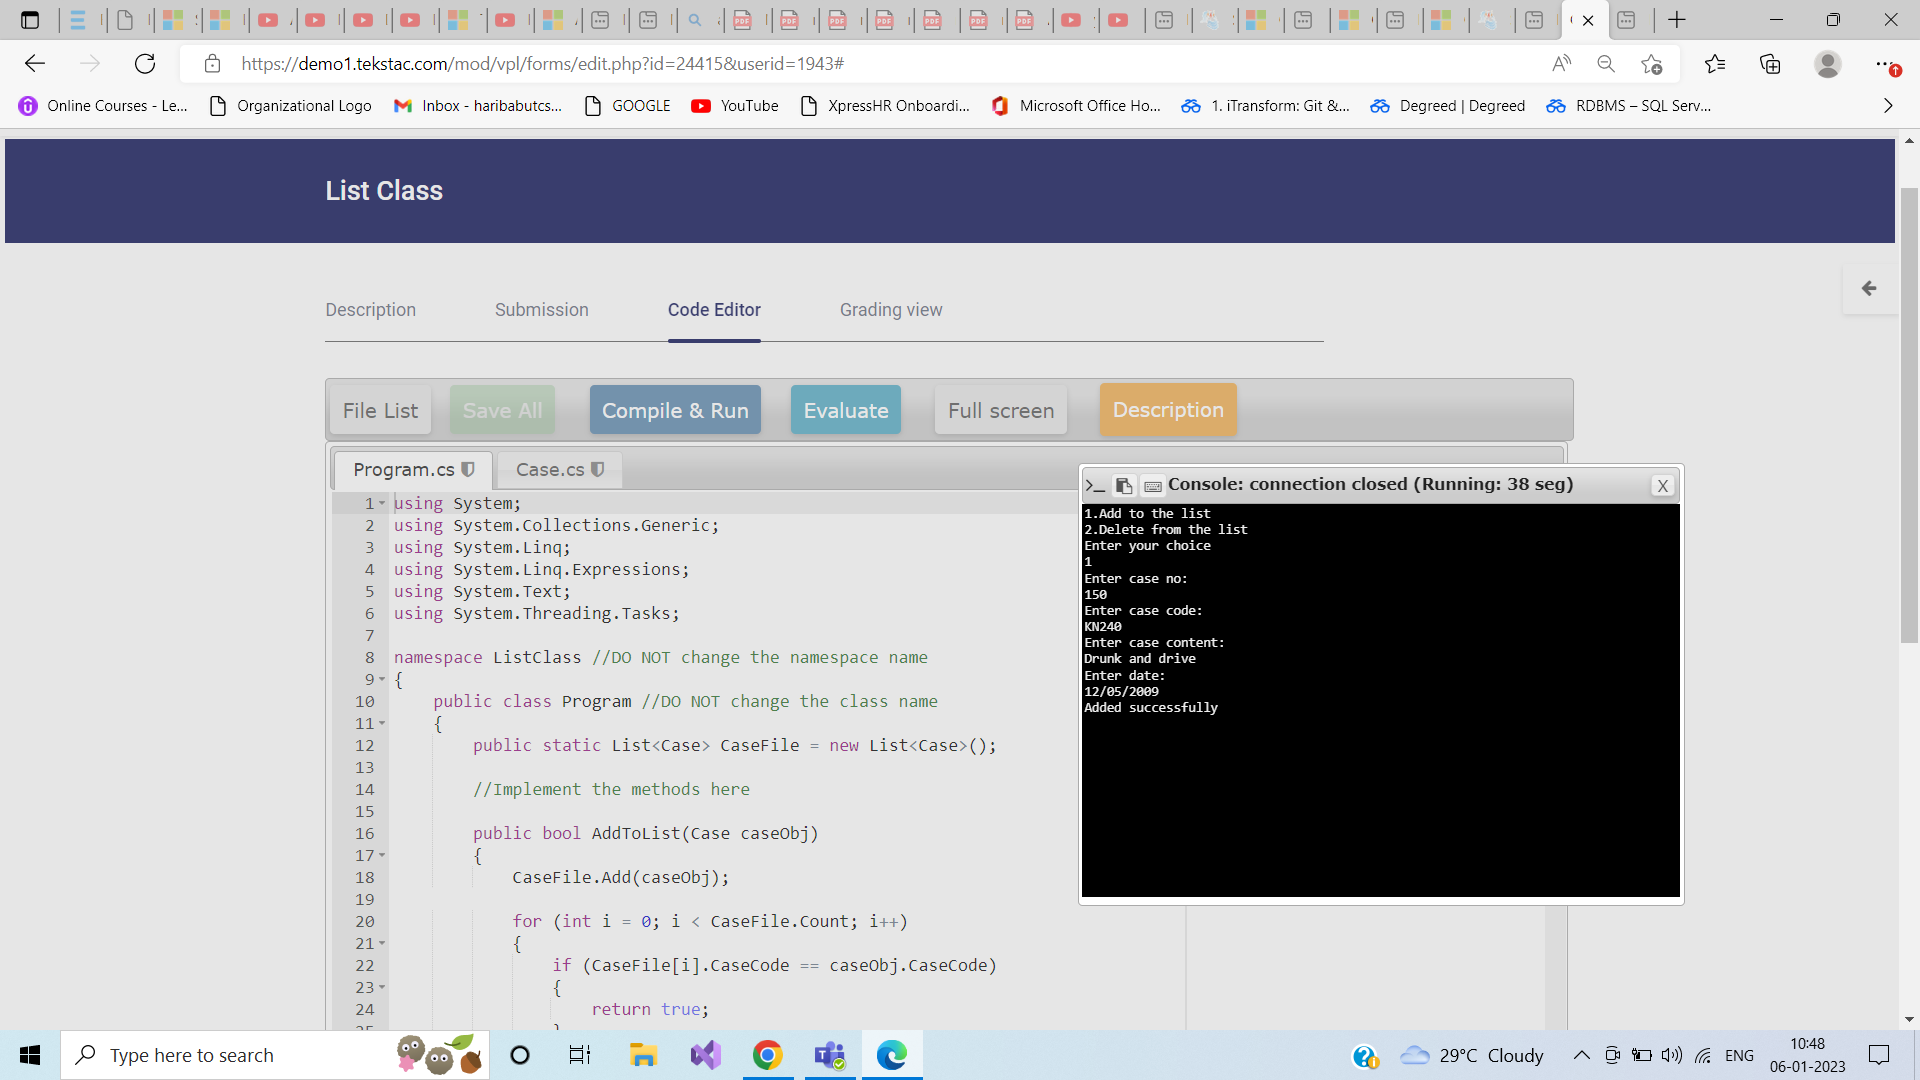 https://demo1.tekstac.com/mod/vpl/forms/edit.php?id=24415&userid=1943#
Online Courses - Le...
Organizational Logo
Inbox - haribabutcs...
GOOGLE
YouTube
XpressHR Onboardi...
Microsoft Office Ho...
1. iTransform: Git &...
Degreed | Degreed
RDBMS – SQL Serv...
List Class
Description
Submission
Code Editor
Grading view
File List
Save All
Compile & Run
Evaluate
Full screen
Description
Program.cs
Case.cs
1 using System;
2 using System.Collections.Generic;
3 using System.Linq;
4 using System.Linq.Expressions;
5 using System.Text;
6 using System.Threading.Tasks;
7
8 namespace ListClass //DO NOT change the namespace name
9 {
10 public class Program //DO NOT change the class name
11 {
12 public static List<Case> CaseFile = new List<Case>();
13
14 //Implement the methods here
15
16 public bool AddToList(Case caseObj)
17 {
18 CaseFile.Add(caseObj);
19
20 for (int i = 0; i < CaseFile.Count; i++)
21 {
22 if (CaseFile[i].CaseCode == caseObj.CaseCode)
23 {
24 return true;
Console: connection closed (Running: 38 seg)
X
1.Add to the list
2.Delete from the list
Enter your choice
1
Enter case no:
150
Enter case code:
KN240
Enter case content:
Drunk and drive
Enter date:
12/05/2009
Added successfully
Type here to search
29°C Cloudy
ENG
10:48
06-01-2023